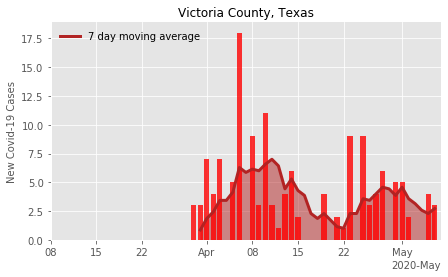 Victoria County, Texas
7 day moving average
New Covid-19 Cases
17.5
15.0
12.5
10.0
7.5
5.0
2.5
0.0
08 15 22 Apr 08 15 22 May
2020-May